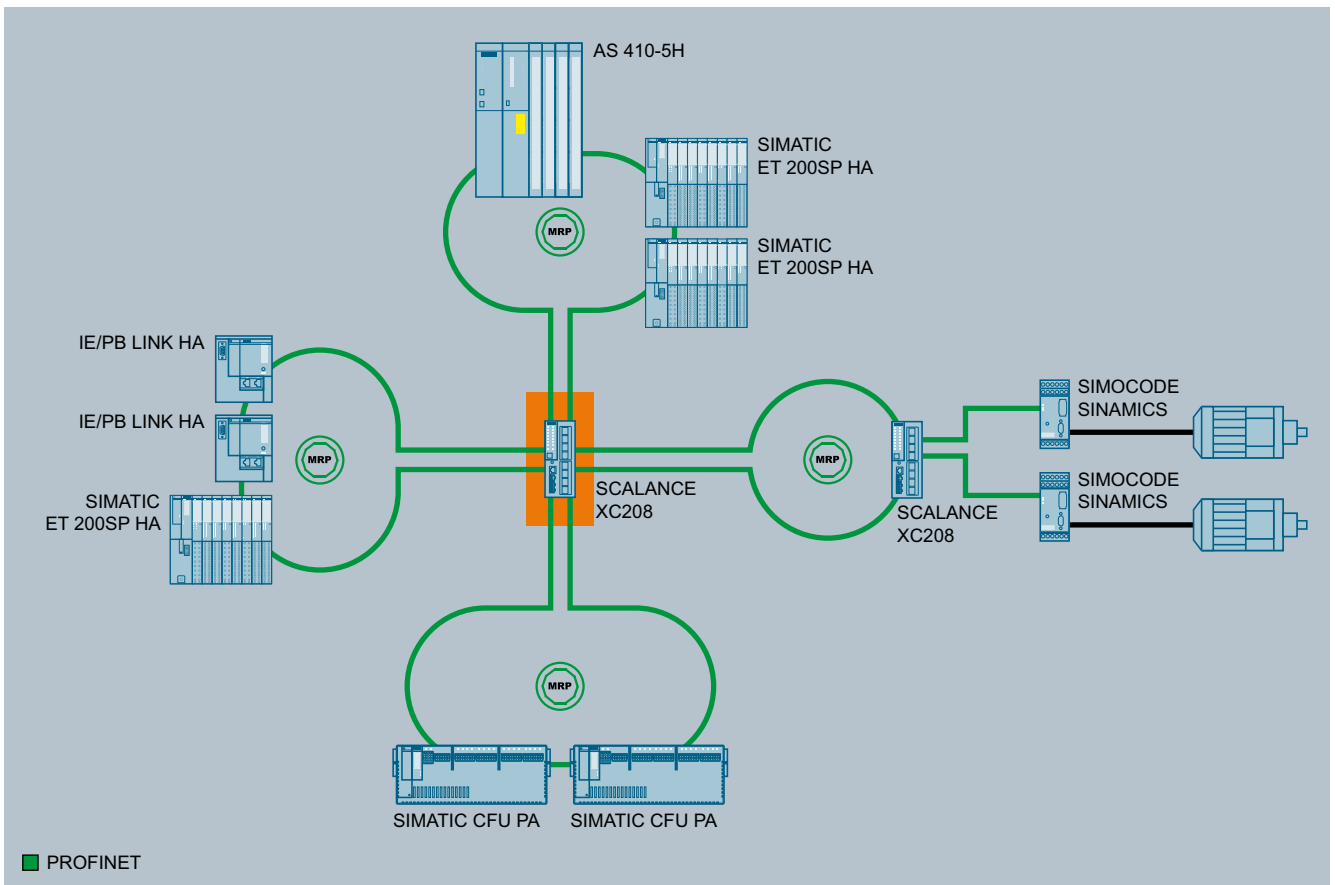 AS 410-5H
SIMATIC
ET 200SP HA
MRP
SIMATIC
ET 200SP HA
IE/PB LINK HA
IE/PB LINK HA
MRP
SIMATIC
ET 200SP HA
SCALANCE
XC208
MRP
SCALANCE
XC208
SIMOCODE
SINAMICS
SIMOCODE
SINAMICS
MRP
SIMATIC CFU PA
SIMATIC CFU PA
PROFINET